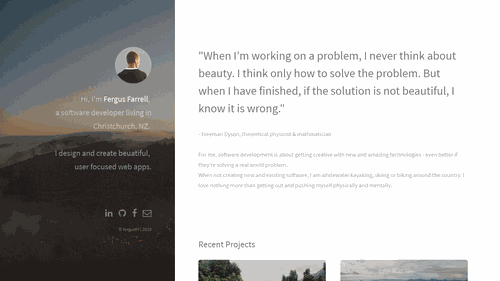 Hi, I'm Fergus Farrell,
a software developer living in
Christchurch, NZ.
I design and create beuatiful,
user focused web apps.
"When I'm working on a problem, I never think about
beauty. I think only how to solve the problem. But
when I have finished, if the solution is not beautiful, I
know it is wrong."
- Freeman Dyson, theoretical physicist & mathematician
For me, software development is about getting creative with new and amazing technologies - even better if
they're solving a real world problem.
When not creating new and existing software, I am whitewater kayaking, skiing or biking around the country. I
love nothing more than getting out and pushing myself physically and mentally.
Recent Projects